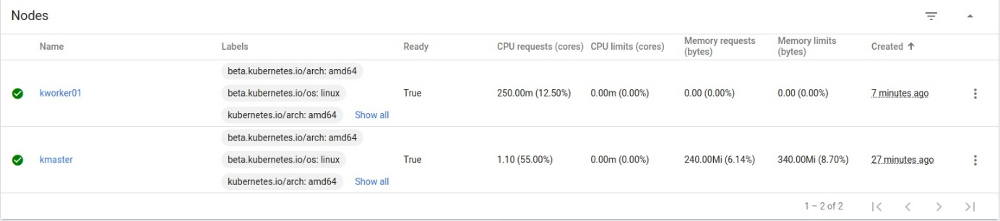 Nodes
Name Labels Ready CPU requests (cores) CPU limits (cores) Memory requests (bytes) Memory limits (bytes) Created
beta.kubernetes.io/arch: amd64
kworker01 beta.kubernetes.io/os: linux True 250.00m (12.50%) 0.00m (0.00%) 0.00 (0.00%) 0.00 (0.00%) 7 minutes ago
kubernetes.io/arch: amd64 Show all
beta.kubernetes.io/arch: amd64
kmaster beta.kubernetes.io/os: linux True 1.10 (55.00%) 0.00m (0.00%) 240.00Mi (6.14%) 340.00Mi (8.70%) 27 minutes ago
kubernetes.io/arch: amd64 Show all
1 – 2 of 2